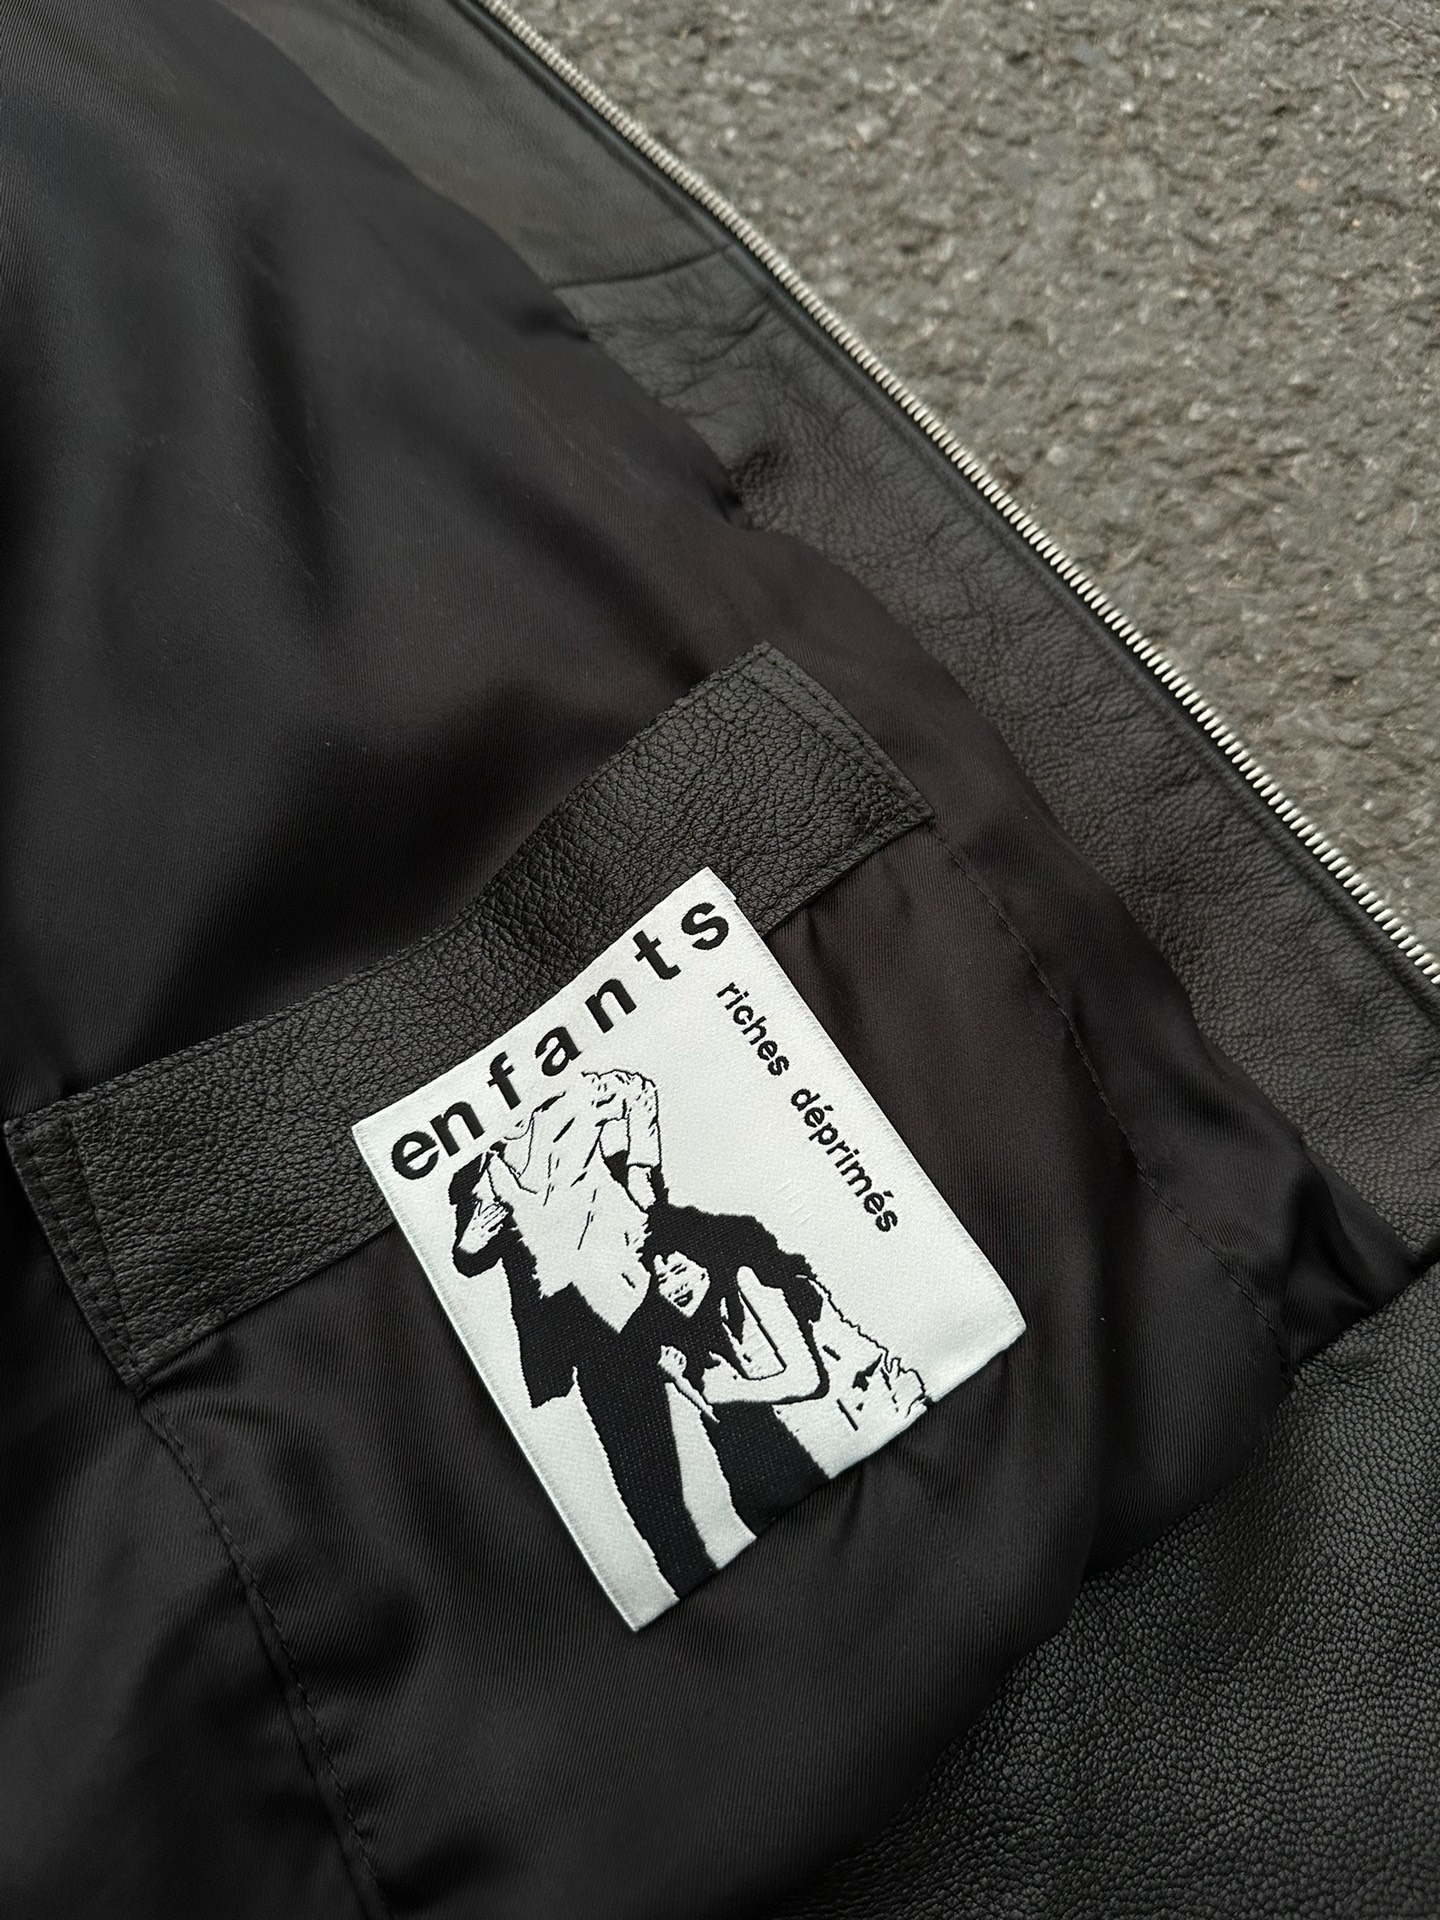 enfants
riches déprimés